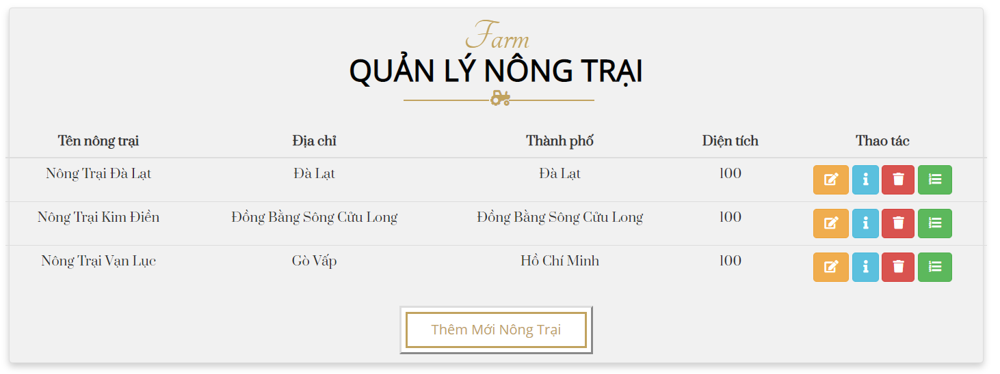 Farm
QUẢN LÝ NÔNG TRẠI
Tên nông trại Địa chỉ Thành phố Diện tích Thao tác
Nông Trại Đà Lạt Đà Lạt Đà Lạt 100
Nông Trại Kim Điền Đồng Bằng Sông Cửu Long Đồng Bằng Sông Cửu Long 100
Nông Trại Vạn Lục Gò Vấp Hồ Chí Minh 100
Thêm Mới Nông Trại